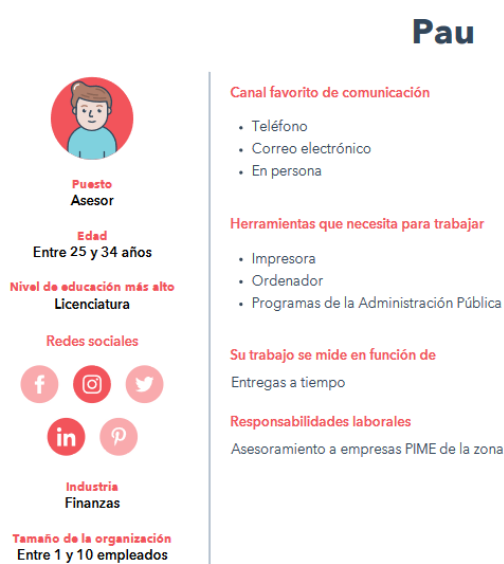 Pau
Puesto
Asesor
Edad
Entre 25 y 34 años
Nivel de educación más alto
Licenciatura
Redes sociales
f
in
Industria
Finanzas
Tamaño de la organización
Entre 1 y 10 empleados
Canal favorito de comunicación
• Teléfono
• Correo electrónico
• En persona
Herramientas que necesita para trabajar
• Impresora
• Ordenador
• Programas de la Administración Pública
Su trabajo se mide en función de
Entregas a tiempo
Responsabilidades laborales
Asesoramiento a empresas PIME de la zona